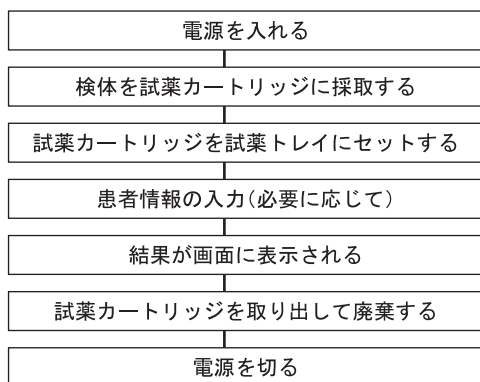 電源を入れる
検体を試薬カートリッジに採取する
試薬カートリッジを試薬トレイにセットする
患者情報の入力(必要に応じて)
結果が画面に表示される
試薬カートリッジを取り出して廃棄する
電源を切る